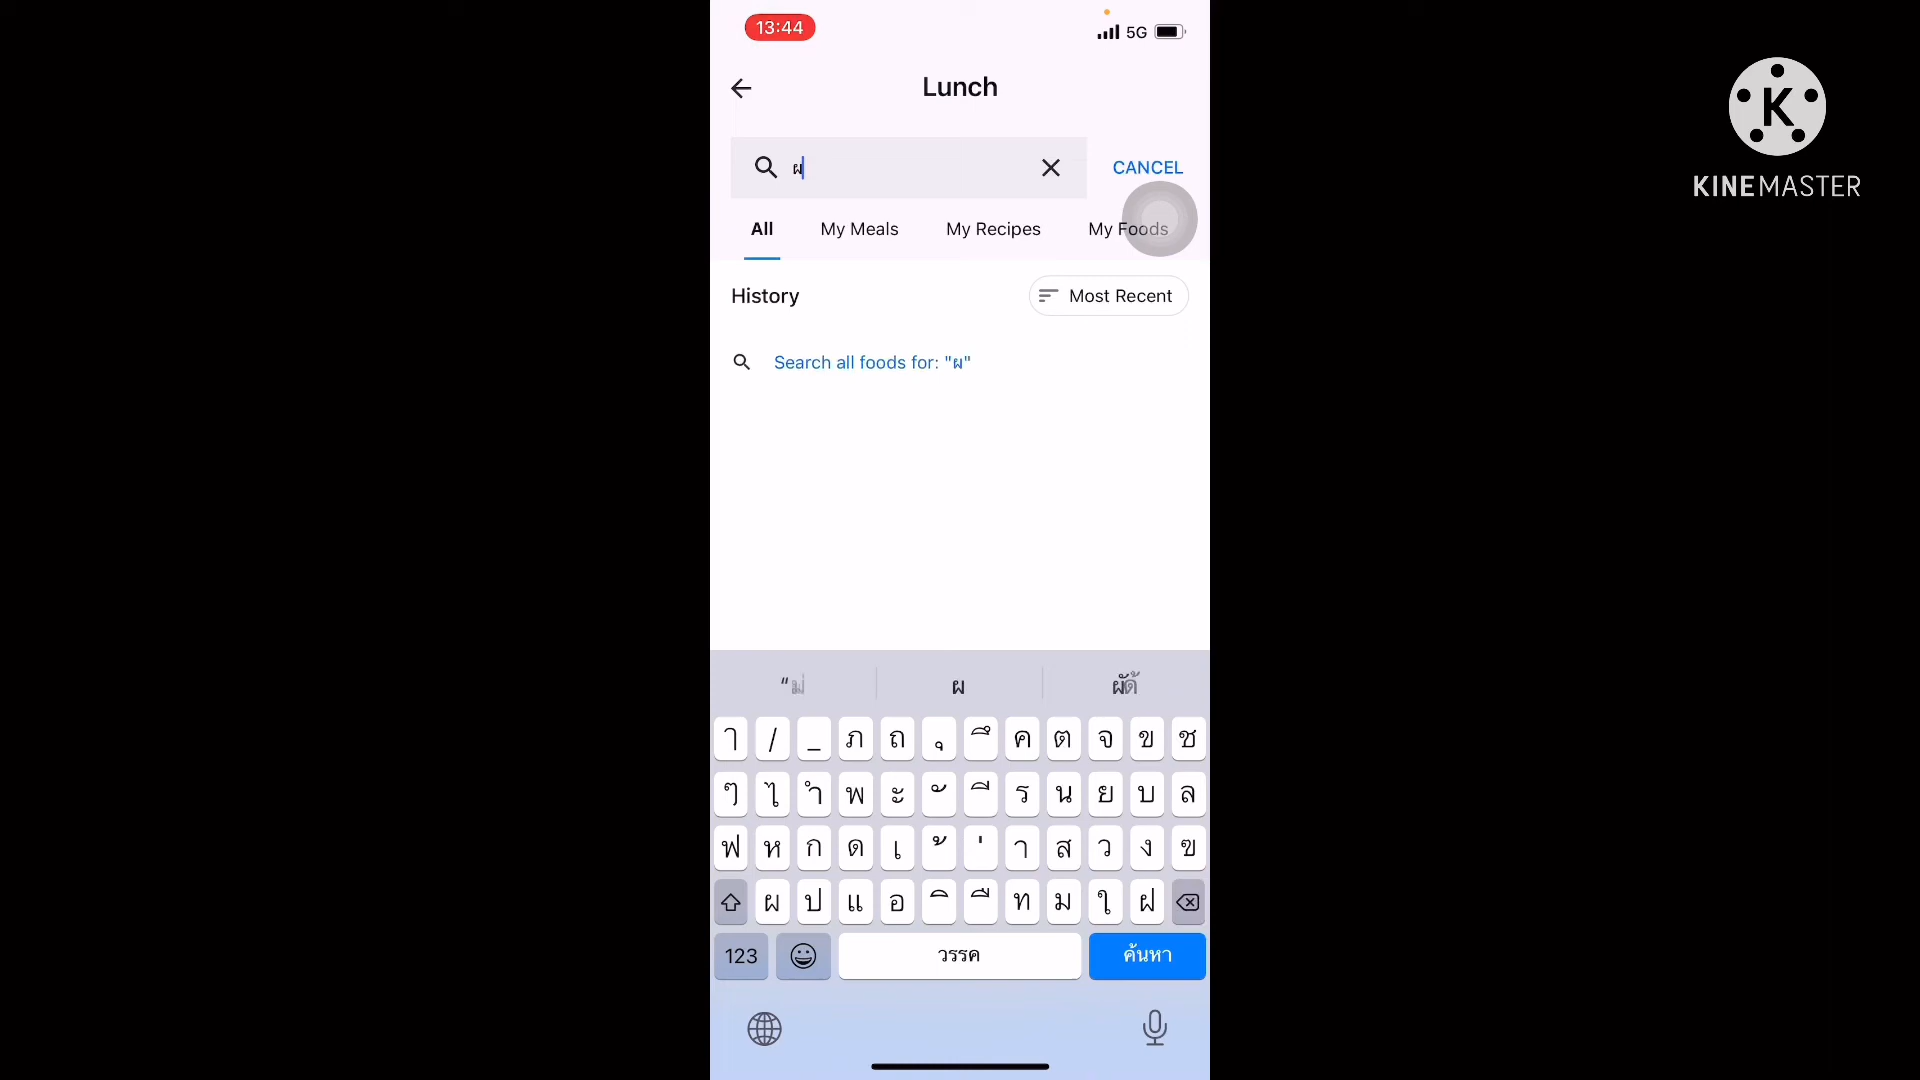 13:44
5G
Lunch
ผ
CANCEL
All My Meals My Recipes My Foods
History
Most Recent
Search all foods for: "ผ"
ผ
ๅ / _ ภ ถ ุ ึ ค ต จ ข ช
ๆ ไ ำ พ ะ ั ี ร น ย บ ล
ฟ ห ก ด เ ้ ่ า ส ว ง ฃ
ผ ป แ อ ิ ื ท ม ใ ฝ
123 วรรค ค้นหา
K
KINEMASTER